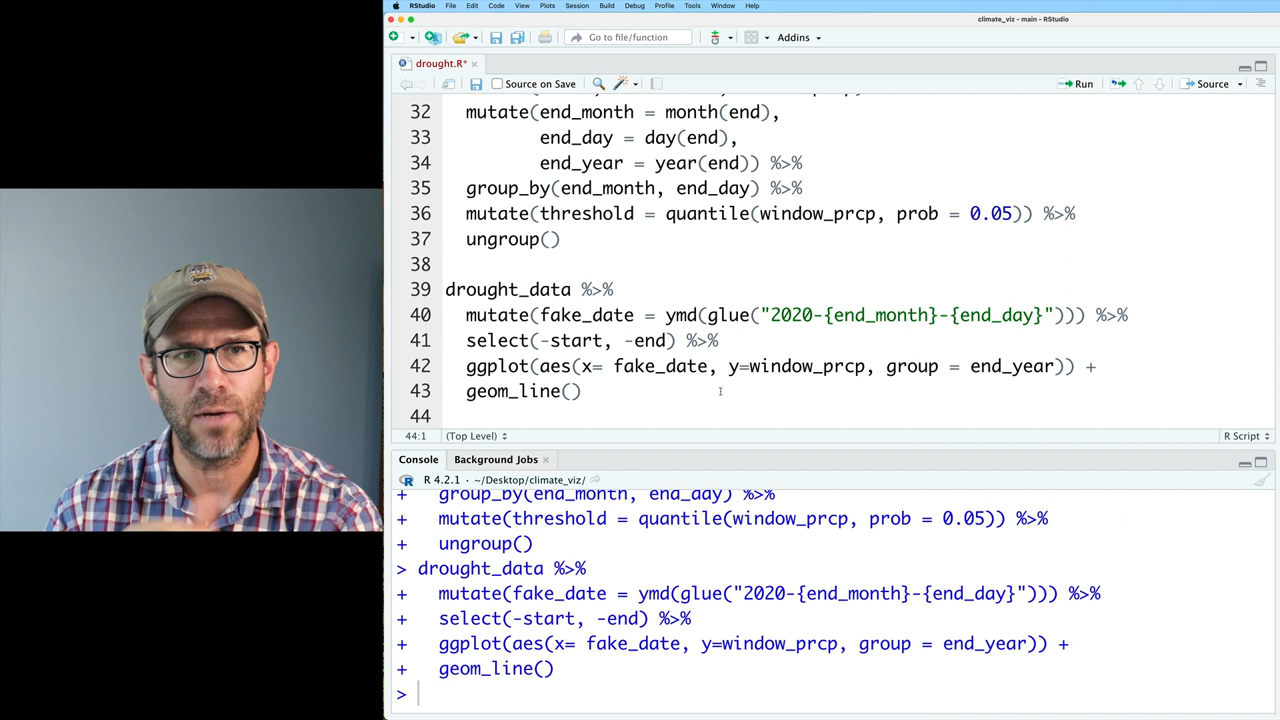 RStudio File Edit Code View Plots Session Build Debug Profile Tools Window Help
climate_viz - main - RStudio
Go to file/function Addins
drought.R*
Source on Save Run Source
32 mutate(end_month = month(end),
33 end_day = day(end),
34 end_year = year(end)) %>%
35 group_by(end_month, end_day) %>%
36 mutate(threshold = quantile(window_prcp, prob = 0.05)) %>%
37 ungroup()
38
39 drought_data %>%
40 mutate(fake_date = ymd(glue("2020-{end_month}-{end_day}"))) %>%
41 select(-start, -end) %>%
42 ggplot(aes(x= fake_date, y=window_prcp, group = end_year)) +
43 geom_line()
44
44:1 (Top Level) R Script
Console Background Jobs
R 4.2.1 · ~/Desktop/climate_viz/
+ group_by(end_month, end_day) %>%
+ mutate(threshold = quantile(window_prcp, prob = 0.05)) %>%
+ ungroup()
> drought_data %>%
+ mutate(fake_date = ymd(glue("2020-{end_month}-{end_day}"))) %>%
+ select(-start, -end) %>%
+ ggplot(aes(x= fake_date, y=window_prcp, group = end_year)) +
+ geom_line()
>